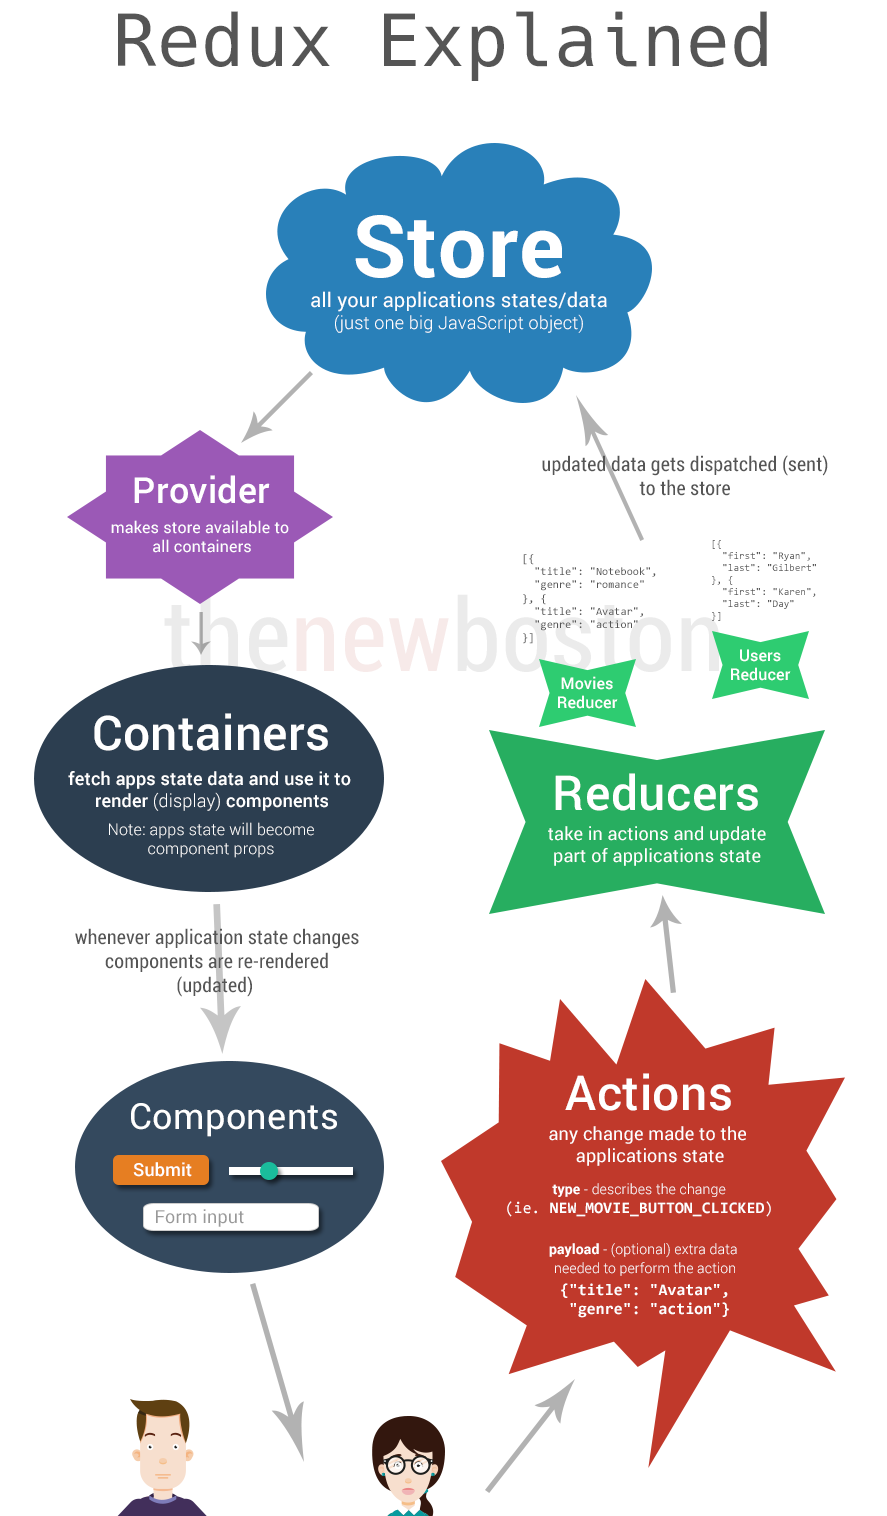 Redux Explained
Store
all your applications states/data
(just one big JavaScript object)
Provider
makes store available to
all containers
updated data gets dispatched (sent)
to the store
[{
"title": "Notebook",
"genre": "romance"
}, {
"title": "Avatar",
"genre": "action"
}]
[{
"first": "Ryan",
"last": "Gilbert"
}, {
"first": "Karen",
"last": "Day"
}]
thenewboston
Movies
Reducer
Users
Reducer
Containers
fetch apps state data and use it to
render (display) components
Note: apps state will become
component props
Reducers
take in actions and update
part of applications state
whenever application state changes
components are re-rendered
(updated)
Components
Submit
Form input
Actions
any change made to the
applications state
type - describes the change
(ie. NEW_MOVIE_BUTTON_CLICKED)
payload - (optional) extra data
needed to perform the action
{"title": "Avatar",
"genre": "action"}